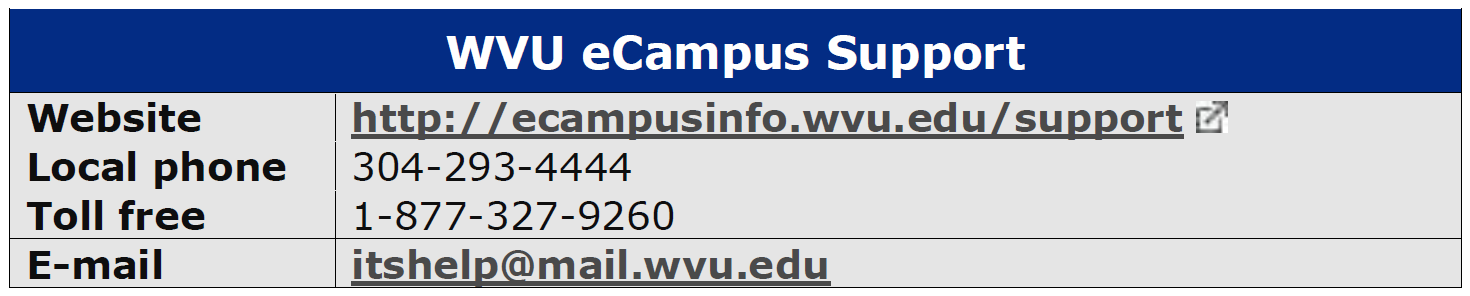 WVU eCampus Support
Website http://ecampusinfo.wvu.edu/support
Local phone 304-293-4444
Toll free 1-877-327-9260
E-mail itshelp@mail.wvu.edu